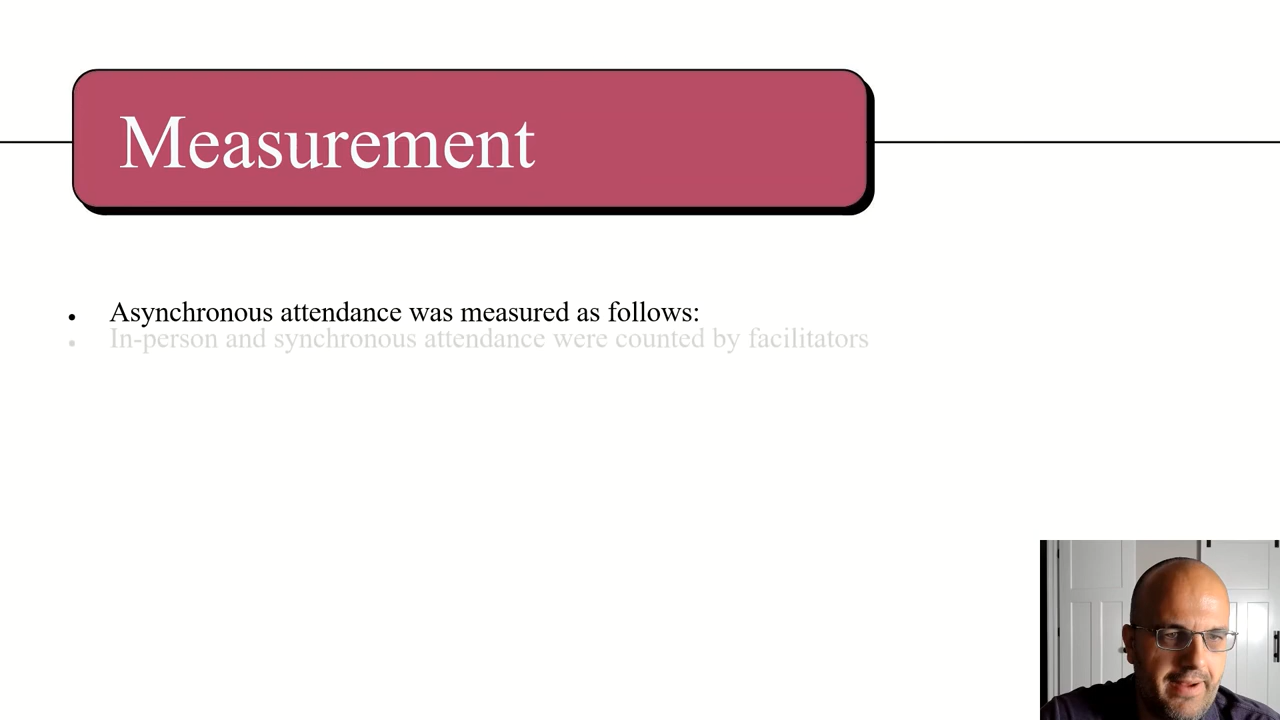 Measurement
• Asynchronous attendance was measured as follows:
• In-person and synchronous attendance were counted by facilitators